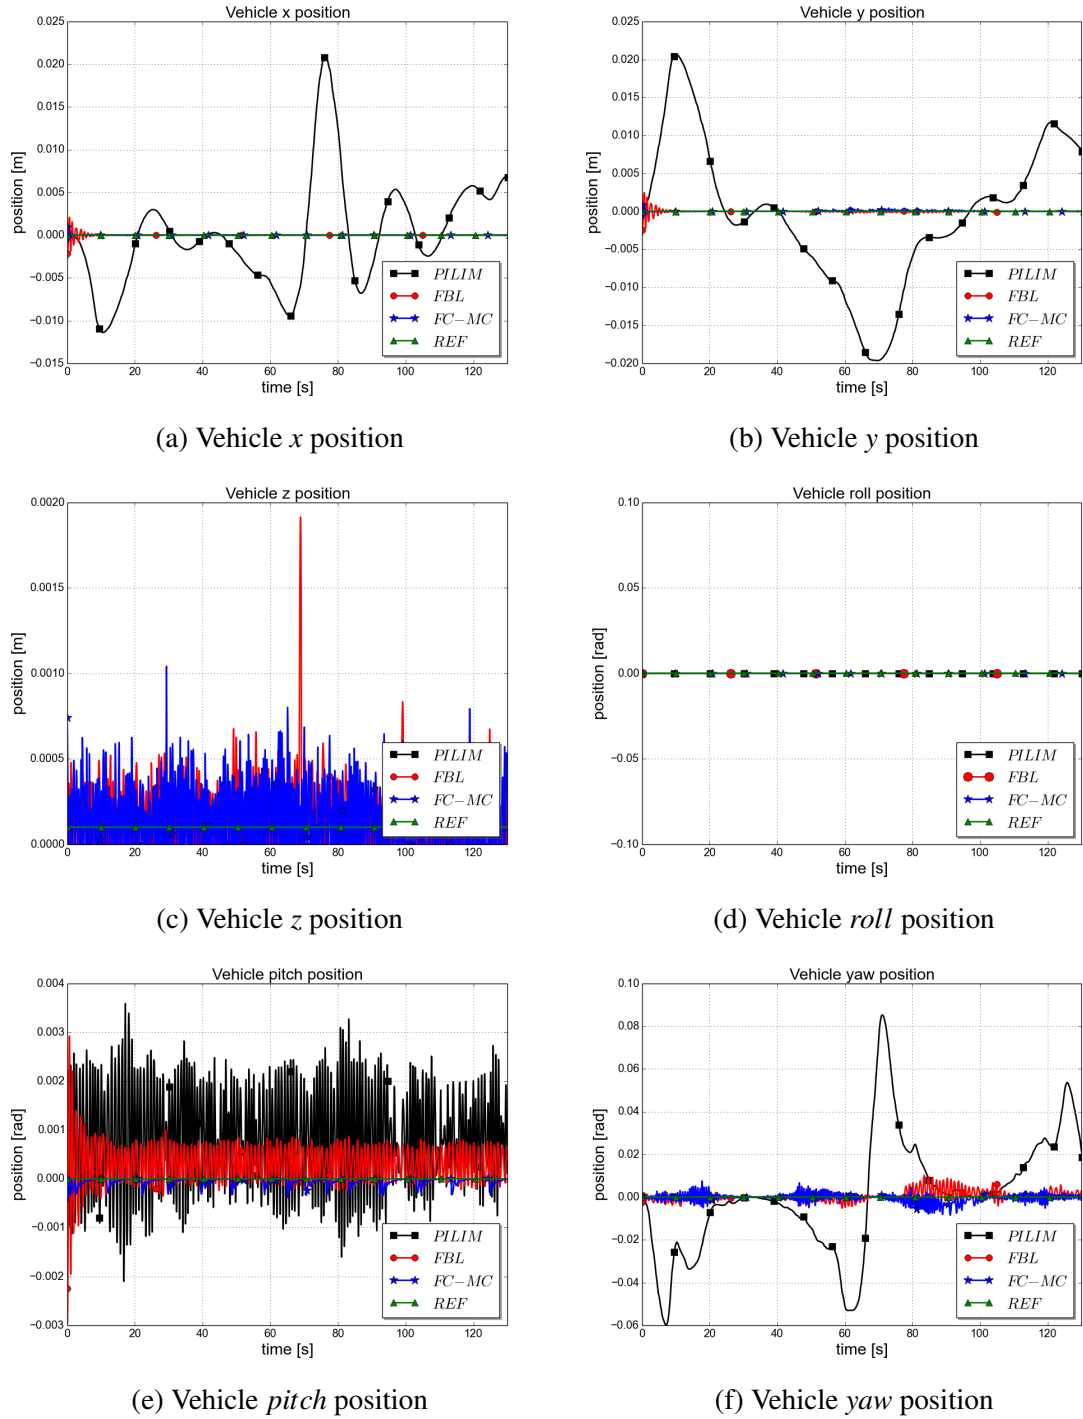 Vehicle x position
0.025
0.020
0.015
0.010
0.005
0.000
−0.005
−0.010
−0.015
position [m]
0 20 40 60 80 100 120
time [s]
PILIM
FBL
FC−MC
REF
(a) Vehicle x position
Vehicle y position
0.025
0.020
0.015
0.010
0.005
0.000
−0.005
−0.010
−0.015
−0.020
position [m]
0 20 40 60 80 100 120
time [s]
PILIM
FBL
FC−MC
REF
(b) Vehicle y position
Vehicle z position
0.0020
0.0015
0.0010
0.0005
0.0000
position [m]
0 20 40 60 80 100 120
time [s]
PILIM
FBL
FC−MC
REF
(c) Vehicle z position
Vehicle roll position
0.10
0.05
0.00
−0.05
−0.10
position [rad]
0 20 40 60 80 100 120
time [s]
PILIM
FBL
FC−MC
REF
(d) Vehicle roll position
Vehicle pitch position
0.004
0.003
0.002
0.001
0.000
−0.001
−0.002
−0.003
position [rad]
0 20 40 60 80 100 120
time [s]
PILIM
FBL
FC−MC
REF
(e) Vehicle pitch position
Vehicle yaw position
0.10
0.08
0.06
0.04
0.02
0.00
−0.02
−0.04
−0.06
position [rad]
0 20 40 60 80 100 120
time [s]
PILIM
FBL
FC−MC
REF
(f) Vehicle yaw position